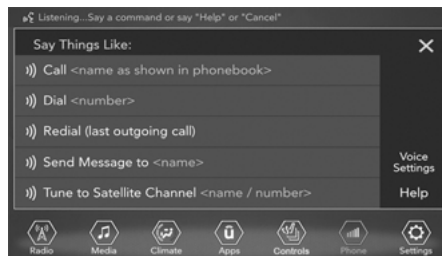 Listening...Say a command or say "Help" or "Cancel"
Say Things Like:
Call <name as shown in phonebook>
Dial <number>
Redial (last outgoing call)
Send Message to <name>
Voice
Settings
Tune to Satellite Channel <name / number>
Help
Radio
Media
Climate
Apps
Controls
Phone
Settings